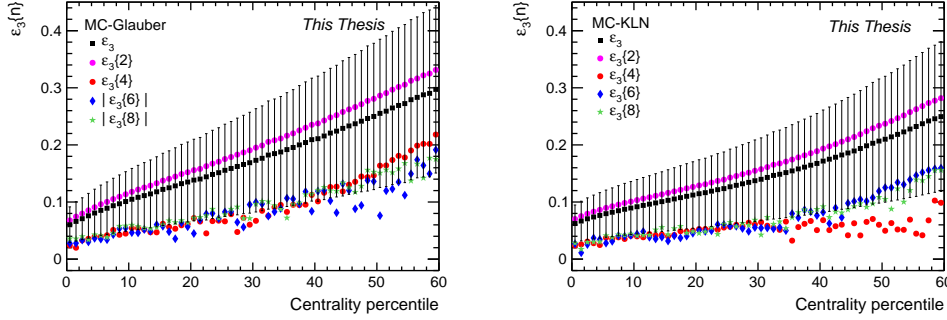 ε₃{n}
0.4
0.3
0.2
0.1
0
MC-Glauber
This Thesis
ε₃
ε₃{2}
ε₃{4}
| ε₃{6} |
| ε₃{8} |
0 10 20 30 40 50 60
Centrality percentile
ε₃{n}
0.4
0.3
0.2
0.1
0
MC-KLN
This Thesis
ε₃
ε₃{2}
ε₃{4}
ε₃{6}
ε₃{8}
0 10 20 30 40 50 60
Centrality percentile